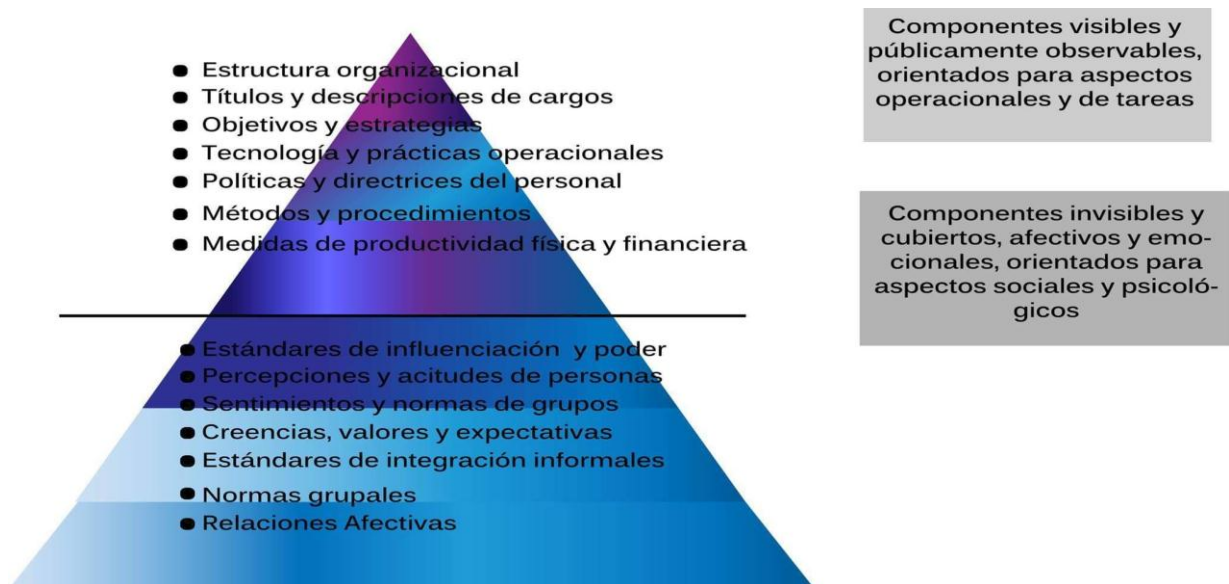 ● Estructura organizacional
● Títulos y descripciones de cargos
● Objetivos y estrategias
● Tecnología y prácticas operacionales
● Políticas y directrices del personal
● Métodos y procedimientos
● Medidas de productividad física y financiera
● Estándares de influenciación y poder
● Percepciones y acitudes de personas
● Sentimientos y normas de grupos
● Creencias, valores y expectativas
● Estándares de integración informales
● Normas grupales
● Relaciones Afectivas
Componentes visibles y
públicamente observables,
orientados para aspectos
operacionales y de tareas
Componentes invisibles y
cubiertos, afectivos y emo-
cionales, orientados para
aspectos sociales y psicoló-
gicos